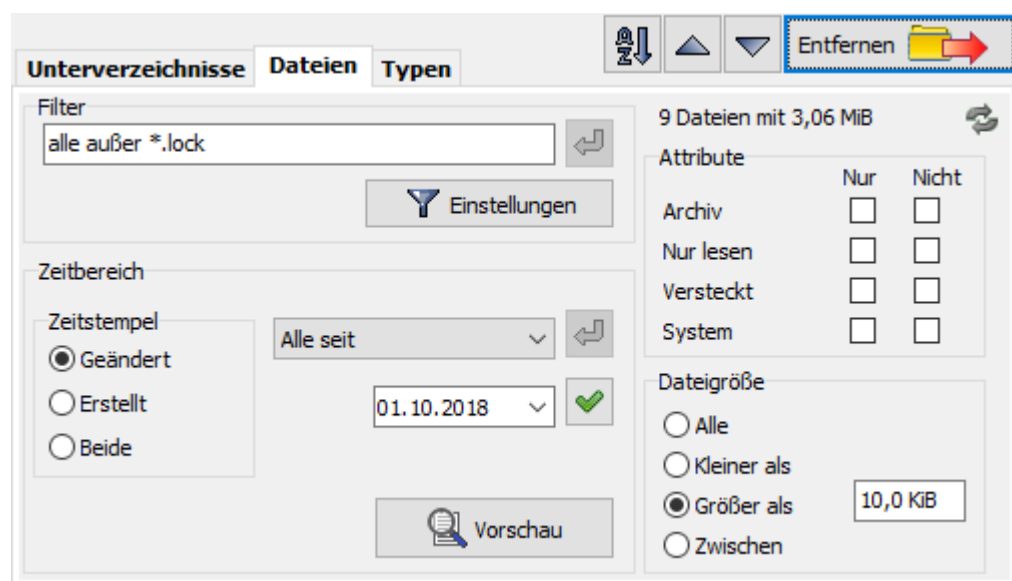 Entfernen
Unterverzeichnisse Dateien Typen
Filter
alle außer *.lock
Einstellungen
Zeitbereich
Zeitstempel
Geändert
Erstellt
Beide
Alle seit
01.10.2018
Vorschau
9 Dateien mit 3,06 MiB
Attribute
Nur Nicht
Archiv
Nur lesen
Versteckt
System
Dateigröße
Alle
Kleiner als
Größer als 10,0 KiB
Zwischen